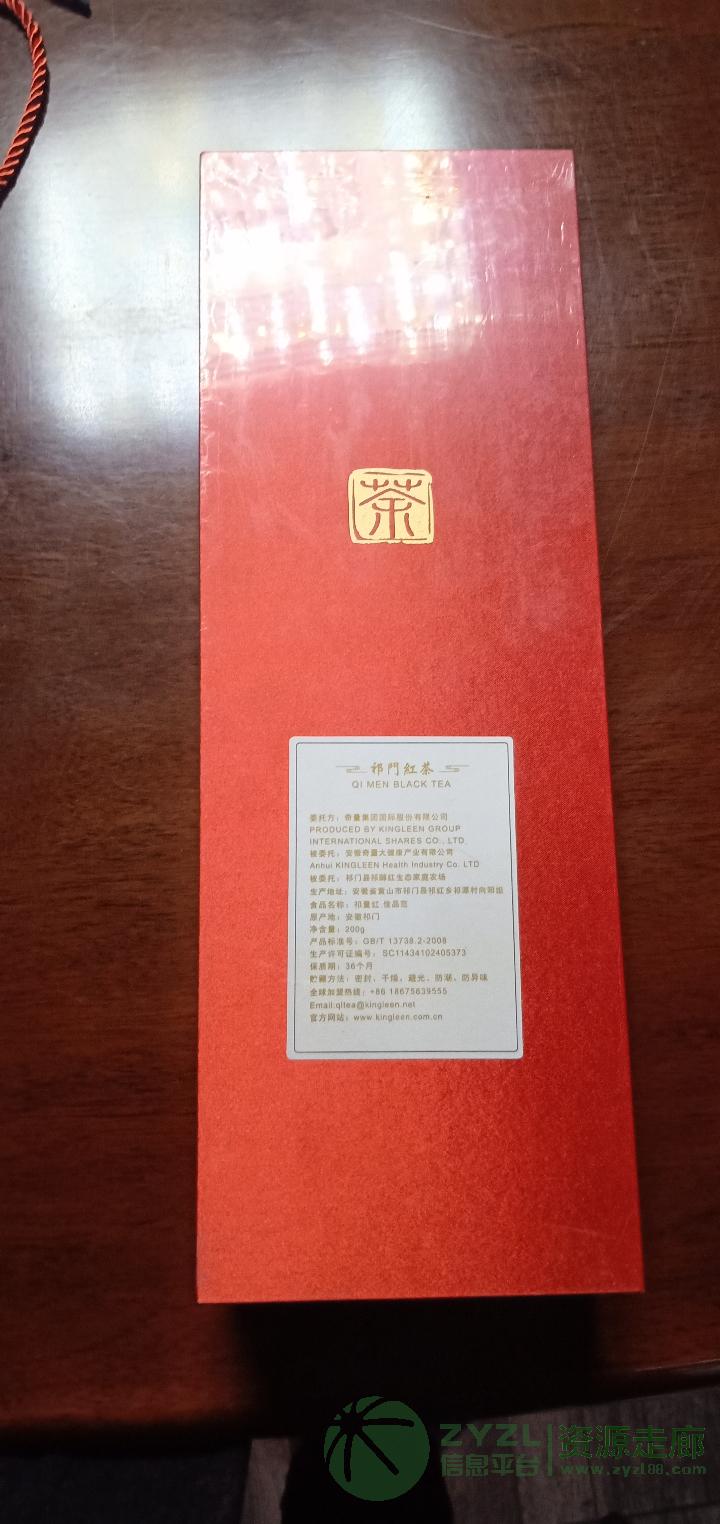 茶
祁門紅茶
QI MEN BLACK TEA
委托方：奇量集团国际股份有限公司
PRODUCED BY KINGLEEN GROUP
INTERNATIONAL SHARES CO., LTD.
被委托：安徽奇量大健康产业有限公司
Anhui KINGLEEN Health Industry Co. LTD
被委托：祁门县祁醇红生态家庭农场
生产地址：安徽省黄山市祁门县祁红乡祁源村向阳组
食品名称：祁量红.信品范
原产地：安徽祁门
净含量：200g
产品标准号：GB/T 13738.2-2008
生产许可证编号：SC11434102405373
保质期：36个月
贮藏方法：密封、干燥、避光、防潮、防异味
全球加盟热线：+86 18675639555
Email:qltea@kingleen.net
官方网站：www.kingleen.com.cn
ZYZL 资源走廊
信息平台 www.zyzl88.com